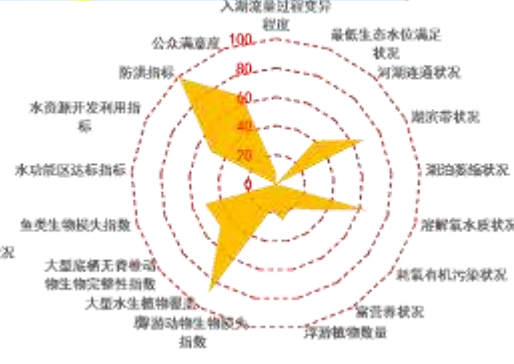 入湖流量过程变异
程度
最低生态水位满足
状况
河湖连通状况
湖滨带状况
湖泊萎缩状况
溶解氧水质状况
耗氧有机污染状况
富营养状况
浮游植物数量
浮游动物生物损失
指数
大型水生植物覆盖
大型底栖无脊椎动
物生物完整性指数
鱼类生物损失指数
水功能区达标指标
水资源开发利用指
标
防洪指标
公众满意度
100
80
60
40
20
0
况